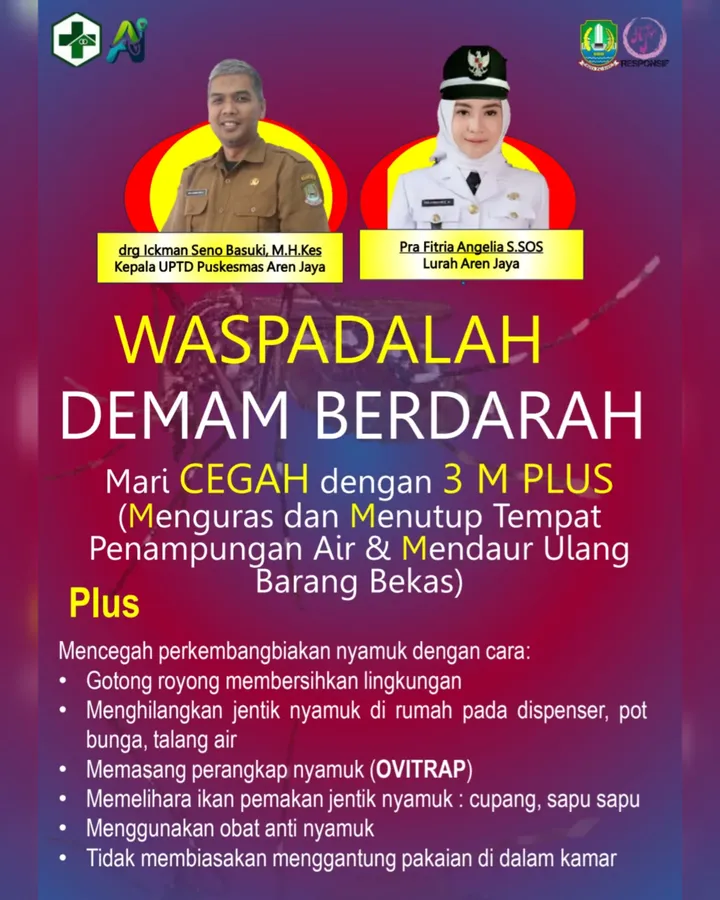 RESPONSIF
drg Ickman Seno Basuki, M.H.Kes
Kepala UPTD Puskesmas Aren Jaya
Pra Fitria Angelia S.SOS
Lurah Aren Jaya
WASPADALAH
DEMAM BERDARAH
Mari CEGAH dengan 3 M PLUS
(Menguras dan Menutup Tempat
Penampungan Air & Mendaur Ulang
Barang Bekas)
Plus
Mencegah perkembangbiakan nyamuk dengan cara:
• Gotong royong membersihkan lingkungan
• Menghilangkan jentik nyamuk di rumah pada dispenser, pot
bunga, talang air
• Memasang perangkap nyamuk (OVITRAP)
• Memelihara ikan pemakan jentik nyamuk : cupang, sapu sapu
• Menggunakan obat anti nyamuk
• Tidak membiasakan menggantung pakaian di dalam kamar